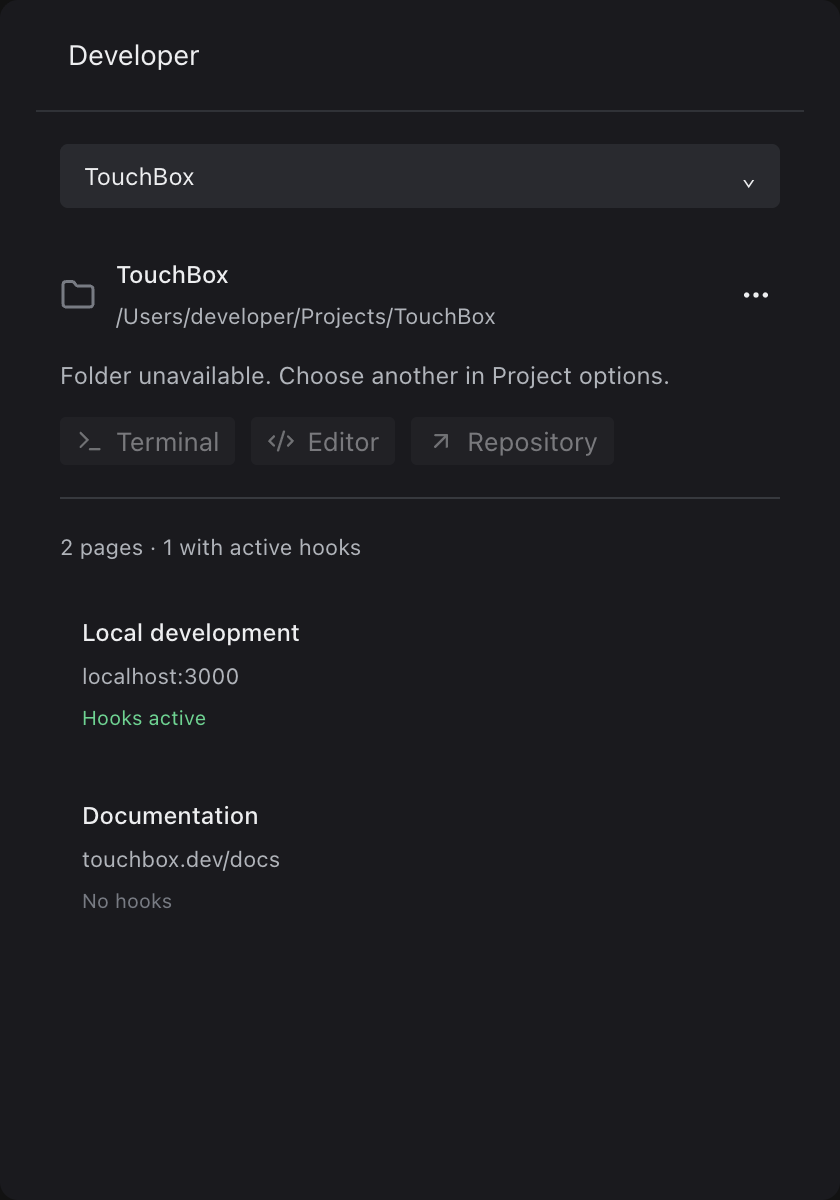 Developer
TouchBox
TouchBox
/Users/developer/Projects/TouchBox
Folder unavailable. Choose another in Project options.
Terminal
Editor
Repository
2 pages · 1 with active hooks
Local development
localhost:3000
Hooks active
Documentation
touchbox.dev/docs
No hooks